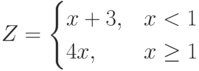 Z = { x + 3, x < 1
4x, x ≥ 1